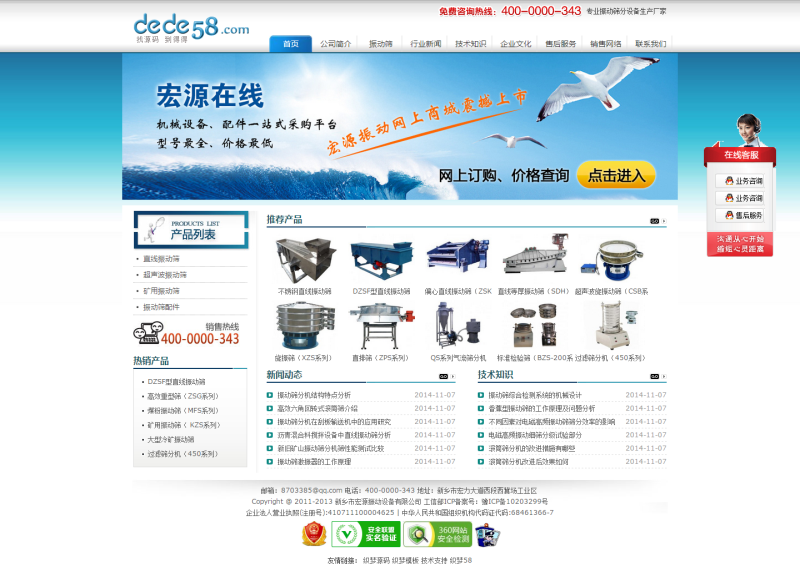 dede58.com
找源码 到得得
免费咨询热线：400-0000-343 专业振动筛分设备生产厂家
首页 公司简介 振动筛 行业新闻 技术知识 企业文化 售后服务 销售网络 联系我们
宏源在线
机械设备、配件一站式采购平台
型号最全、价格最低
宏源振动网上商城震撼上市
网上订购、价格查询 点击进入
在线客服
业务咨询
业务咨询
售后服务
沟通从心开始
缩短心灵距离
PRODUCTS LIST
产品列表
直线振动筛
超声波振动筛
矿用振动筛
振动筛配件
销售热线
400-0000-343
热销产品
DZSF型直线振动筛
高效重型筛（ZSG系列）
煤粉振动筛（MFS系列）
矿用振动筛（ KZS系列）
大型冷矿振动筛
过滤筛分机（450系列）
推荐产品 GO
不锈钢直线振动筛 DZSF型直线振动筛 偏心直线振动筛（ZSK 直线等厚振动筛（SDH） 超声波旋振动筛（CSB系
旋振筛（XZS系列） 直排筛（ZPS系列） QS系列气流筛分机 标准检验筛（BZS-200系 过滤筛分机（450系列）
新闻动态 GO
振动筛分机结构特点分析 2014-11-07
高效六角回转式滚筒筛介绍 2014-11-07
振动筛分机在刮板输送机中的应用研究 2014-11-07
沥青混合料搅拌设备中直线振动筛分析 2014-11-07
新旧矿山振动筛分机筛性能测试比较 2014-11-07
振动筛激振器的工作原理 2014-11-07
技术知识 GO
振动筛综合检测系统的机械设计 2014-11-07
香蕉型振动筛的工作原理及问题分析 2014-11-07
不同因素对电磁高频振动筛筛分效率的影响 2014-11-07
电磁高频振动细筛分级试验部分 2014-11-07
滚筒筛分机的改进措施有哪些 2014-11-07
滚筒筛分机改进后效果如何 2014-11-07
邮箱：8703385@qq.com 电话：400-0000-343 地址：新乡市宏力大道西段西冀场工业区
Copyright © 2011-2013 新乡市宏源振动设备有限公司 工信部ICP备案号：豫ICP备10203299号
企业法人营业执照(注册号):410711100004625 | 中华人民共和国组织机构代码证代码:68461366-7
安全联盟
实名验证
360网站
安全检测
友情链接： 织梦源码 织梦模板 技术支持 织梦58